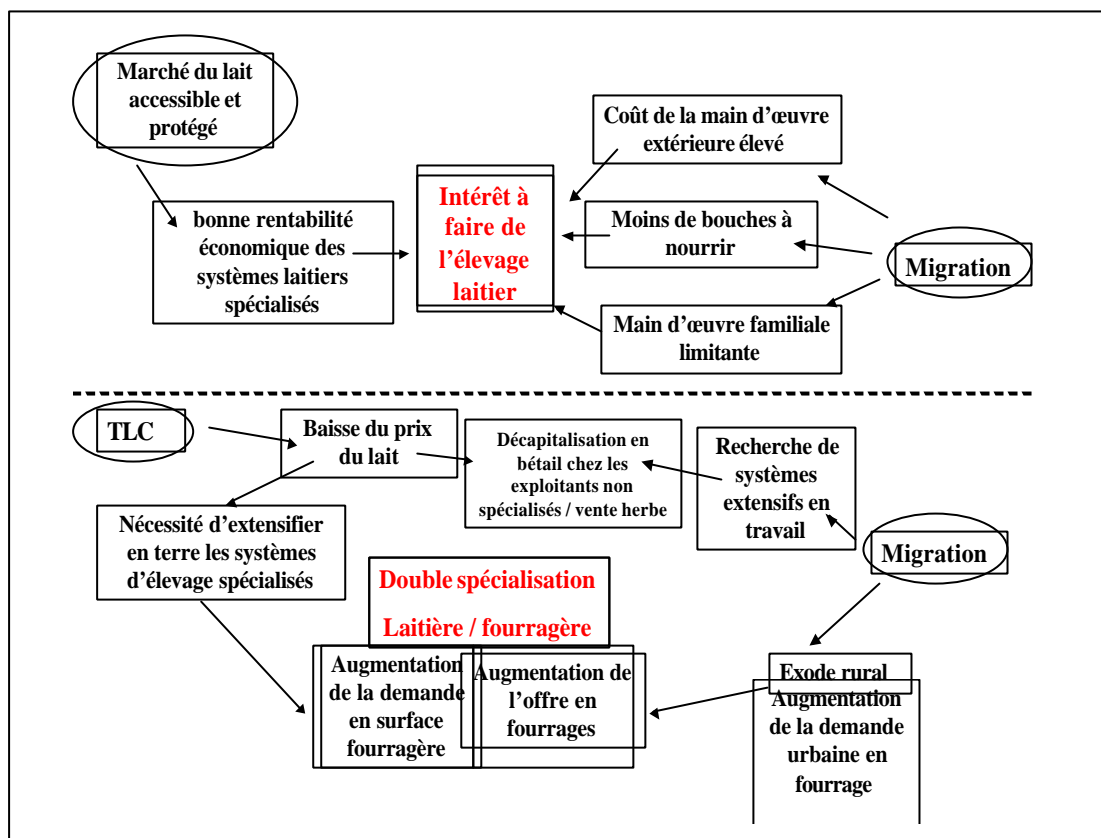 Marché du lait
accessible et
protégé
bonne rentabilité
économique des
systèmes laitiers
spécialisés
Intérêt à
faire de
l’élevage
laitier
Coût de la main d’œuvre
extérieure élevé
Moins de bouches à
nourrir
Main d’œuvre familiale
limitante
Migration
TLC
Baisse du prix
du lait
Décapitalisation en
bétail chez les
exploitants non
spécialisés / vente herbe
Recherche de
systèmes
extensifs en
travail
Migration
Nécessité d’extensifier
en terre les systèmes
d’élevage spécialisés
Double spécialisation
Laitière / fourragère
Augmentation
de la demande
en surface
fourragère
Augmentation de
l’offre en
fourrages
Exode rural
Augmentation
de la demande
urbaine en
fourrage